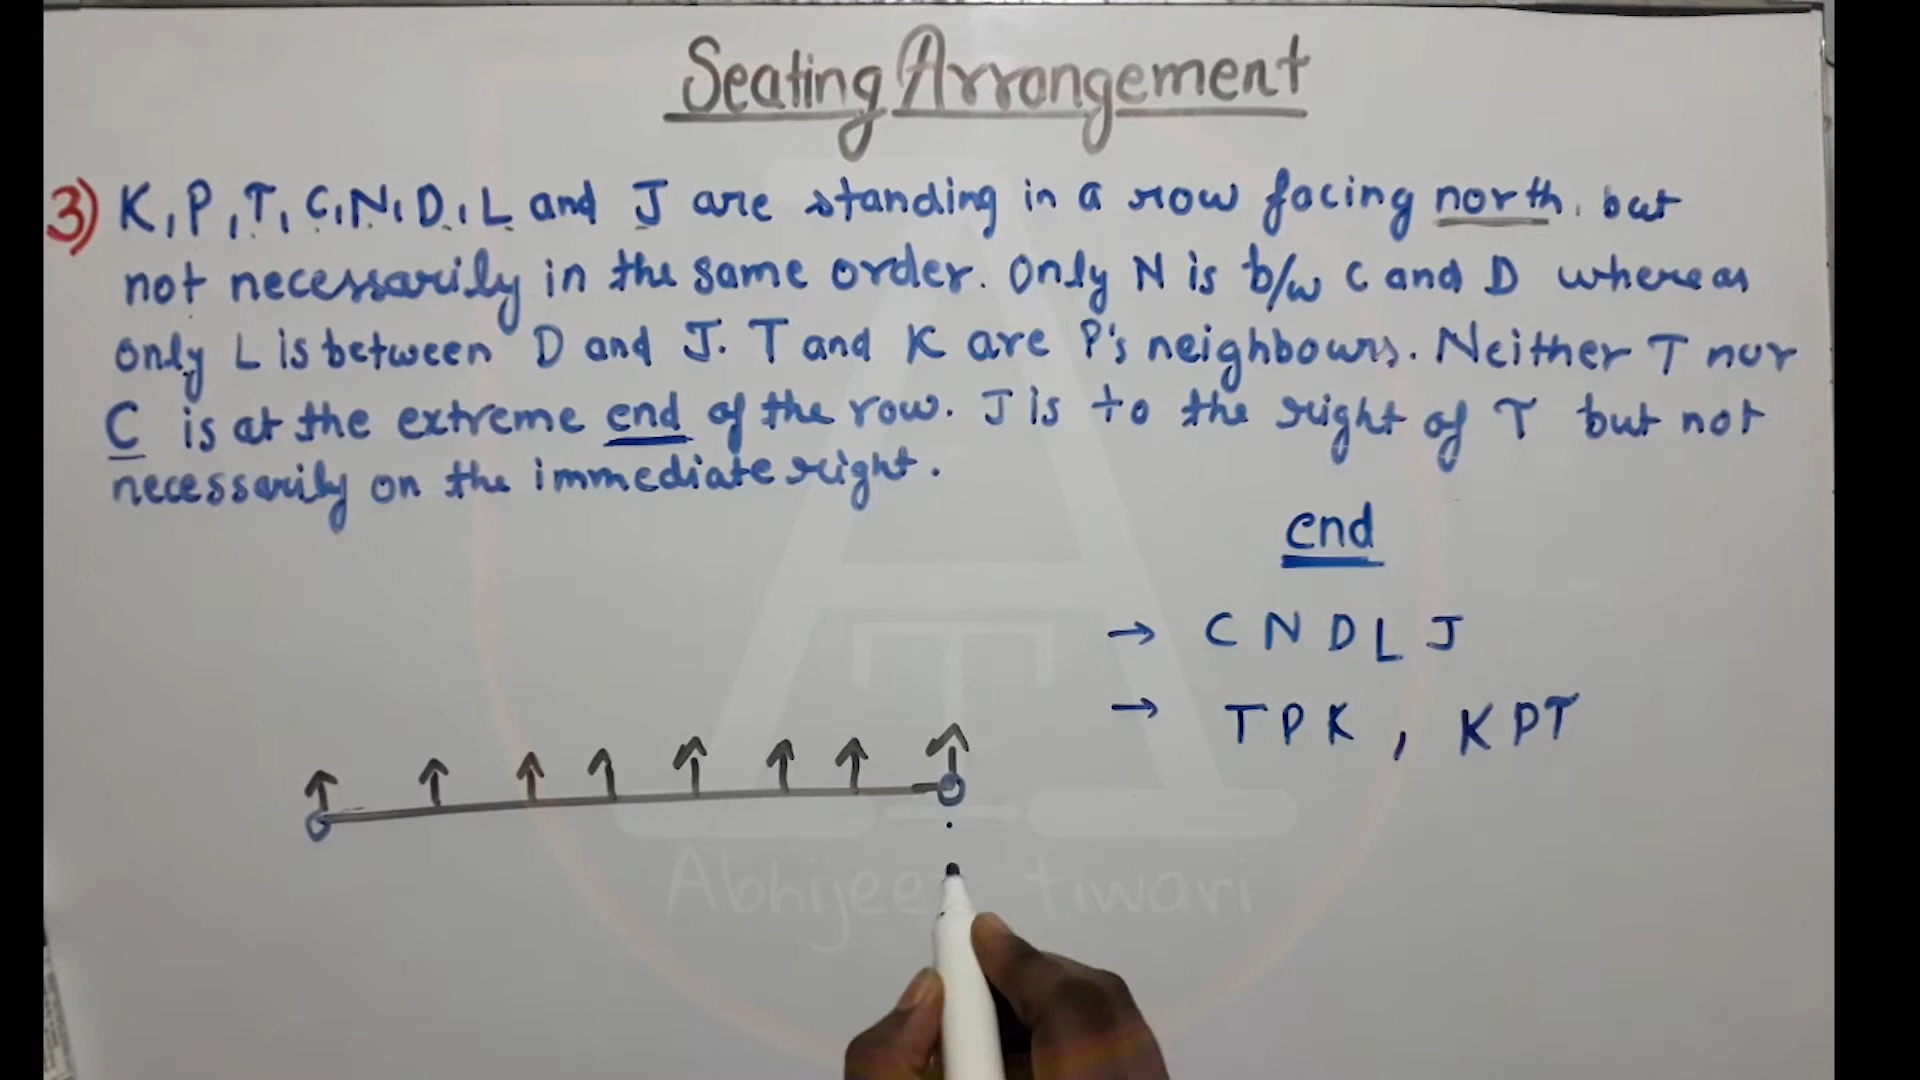 Seating Arrangement
3) K, P, T, C, N, D, L and J are standing in a row facing north, but
not necessarily in the same order. Only N is b/w C and D whereas
only L is between D and J. T and K are P's neighbours. Neither T nor
C is at the extreme end of the row. J is to the right of T but not
necessarily on the immediate right.
end
→ C N D L J
→ T P K , K P T
Abhijee tiwari